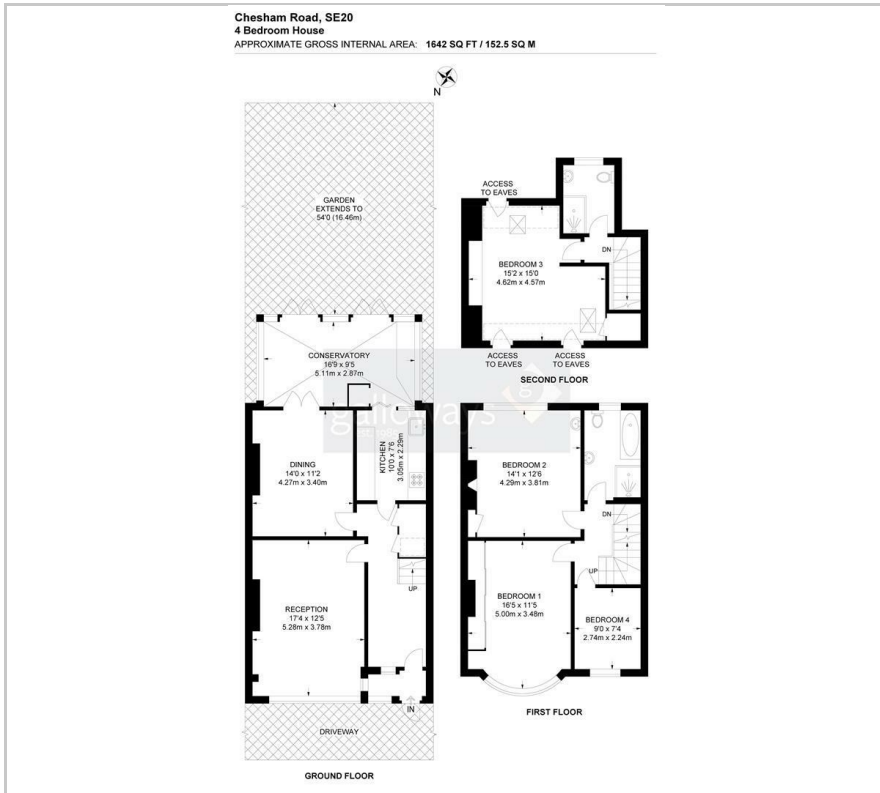 Chesham Road, SE20
4 Bedroom House
APPROXIMATE GROSS INTERNAL AREA: 1642 SQ FT / 152.5 SQ M
N
GARDEN
EXTENDS TO
54'0 (16.46m)
CONSERVATORY
16'9 x 9'5
5.11m x 2.87m
KITCHEN
10'0 x 7'6
3.05m x 2.29m
DINING
14'0 x 11'2
4.27m x 3.40m
UP
RECEPTION
17'4 x 12'5
5.28m x 3.78m
IN
DRIVEWAY
GROUND FLOOR
ACCESS
TO EAVES
DN
BEDROOM 3
15'2 x 15'0
4.62m x 4.57m
ACCESS
TO EAVES
ACCESS
TO EAVES
SECOND FLOOR
BEDROOM 2
14'1 x 12'6
4.29m x 3.81m
DN
UP
BEDROOM 1
16'5 x 11'5
5.00m x 3.48m
BEDROOM 4
9'0 x 7'4
2.74m x 2.24m
FIRST FLOOR
galloways
g